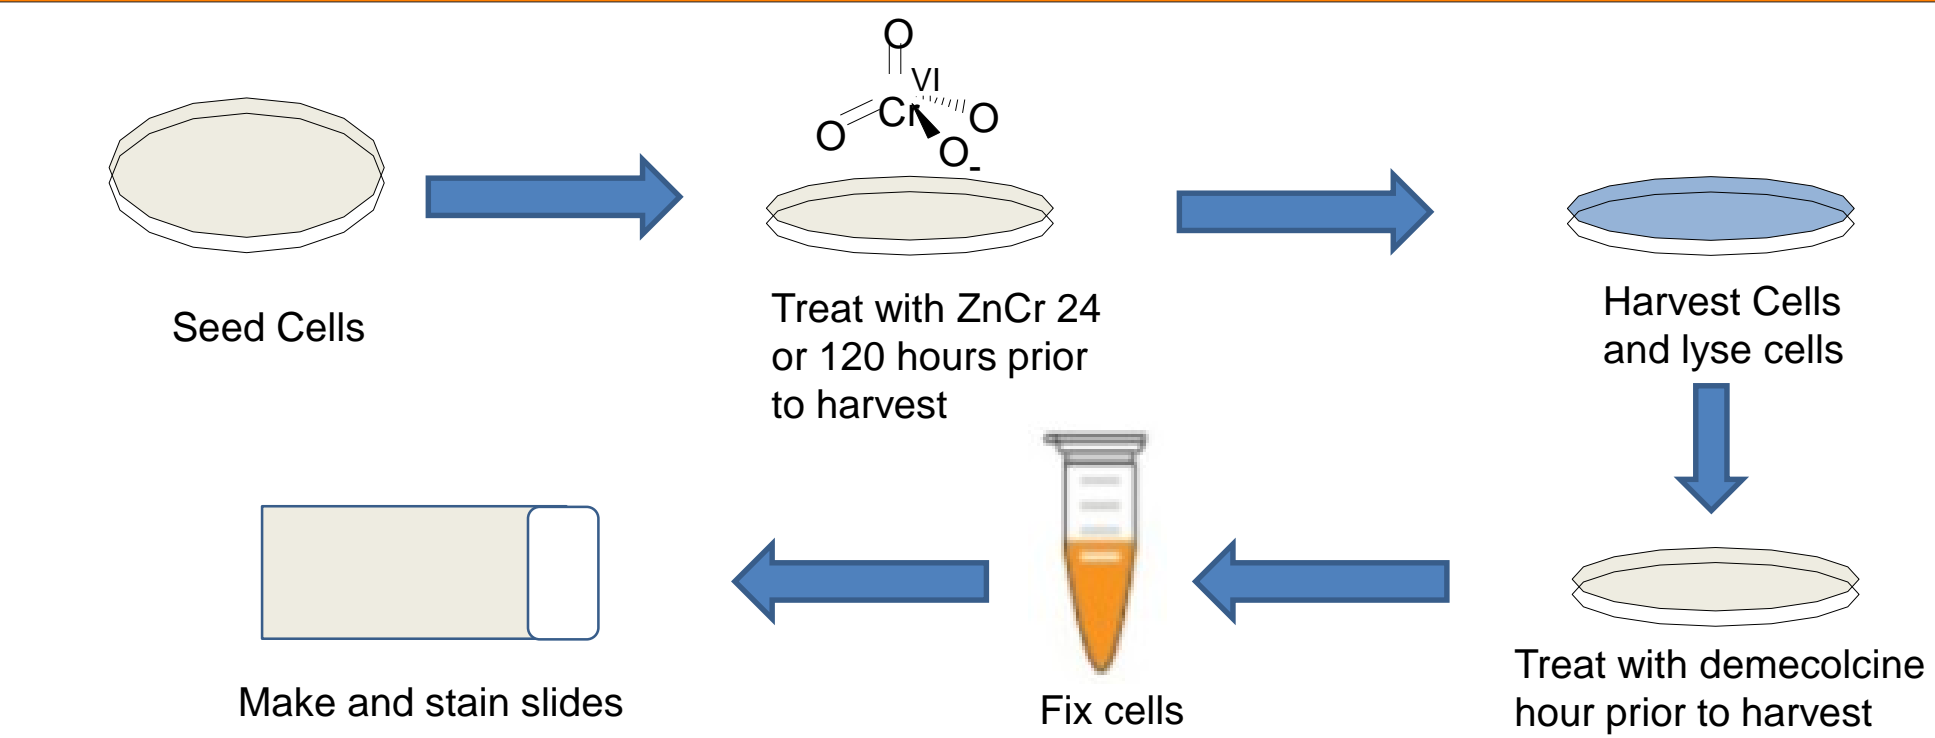 O
VI
Cr
O
O
O
-
Seed Cells
Treat with ZnCr 24
or 120 hours prior
to harvest
Harvest Cells
and lyse cells
Treat with demecolcine
hour prior to harvest
Fix cells
Make and stain slides